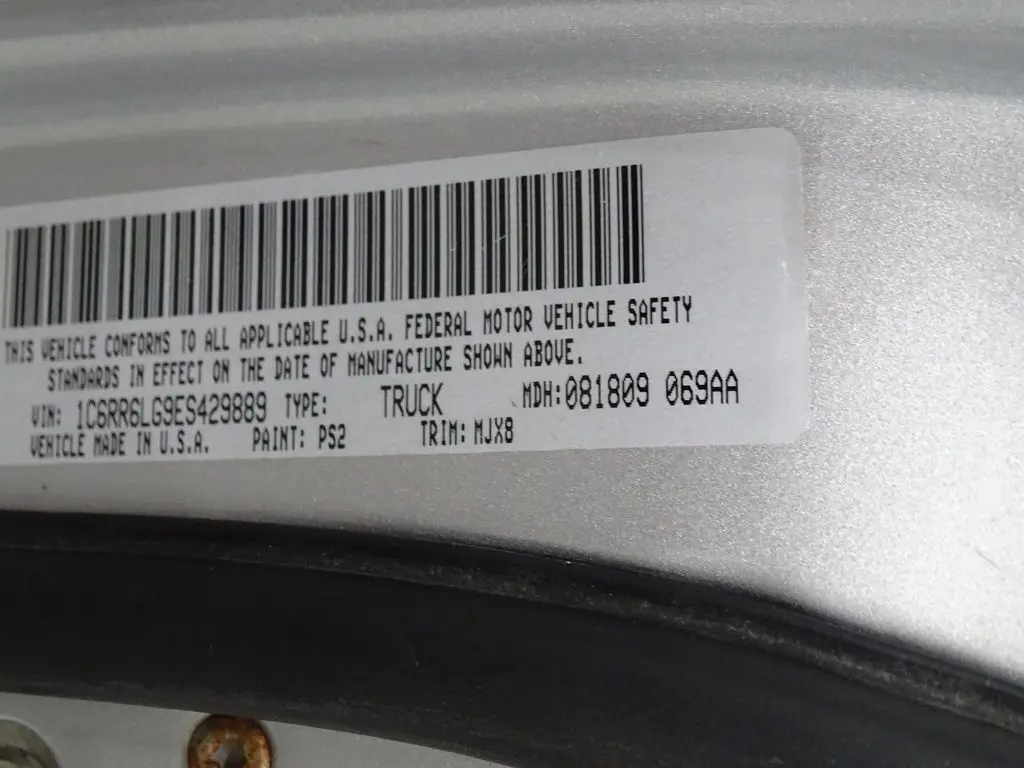 THIS VEHICLE CONFORMS TO ALL APPLICABLE U.S.A. FEDERAL MOTOR VEHICLE SAFETY
STANDARDS IN EFFECT ON THE DATE OF MANUFACTURE SHOWN ABOVE.
VIN: 1C6RR6LG9ES429889 TYPE: TRUCK MDH:081809 069AA
VEHICLE MADE IN U.S.A. PAINT: PS2 TRIM: MJX8